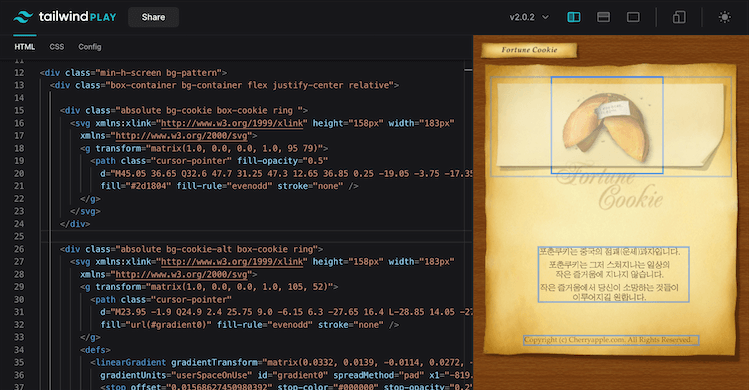 tailwind PLAY
Share
v2.0.2
HTML
CSS
Config
11
12 <div class="min-h-screen bg-pattern">
13 <div class="box-container bg-container flex justify-center relative">
14
15 <div class="absolute bg-cookie box-cookie ring ">
16 <svg xmlns:xlink="http://www.w3.org/1999/xlink" height="158px" width="183px"
17 xmlns="http://www.w3.org/2000/svg">
18 <g transform="matrix(1.0, 0.0, 0.0, 1.0, 95 79)">
19 <path class="cursor-pointer" fill-opacity="0.5"
20 d="M45.05 36.65 Q32.6 47.7 31.25 47.3 12.65 36.85 0.25 -19.05 -3.75 -17.35
21 fill="#2d1804" fill-rule="evenodd" stroke="none" />
22 </g>
23 </svg>
24 </div>
25
26 <div class="absolute bg-cookie-alt box-cookie ring">
27 <svg xmlns:xlink="http://www.w3.org/1999/xlink" height="158px" width="183px"
28 xmlns="http://www.w3.org/2000/svg">
29 <g transform="matrix(1.0, 0.0, 0.0, 1.0, 105, 52)">
30 <path class="cursor-pointer"
31 d="M23.95 -1.9 Q24.9 2.4 25.75 9.0 -6.15 6.3 -27.65 16.4 L-28.85 14.05 -27
32 fill="url(#gradient0)" fill-rule="evenodd" stroke="none" />
33 </g>
34 <defs>
35 <linearGradient gradientTransform="matrix(0.0332, 0.0139, -0.0114, 0.0272, -
36 gradientUnits="userSpaceOnUse" id="gradient0" spreadMethod="pad" x1="-819.
37 <stop offset="0.01568627450980392" stop-color="#000000" stop-opacity="0.2
Fortune Cookie
Fortune
Cookie
포춘쿠키는 중국의 점괘(운세)과자입니다.
포춘쿠키는 그저 스쳐지나는 일상의
작은 즐거움에 지나지 않습니다.
작은 즐거움에서 당신이 소망하는 것들이
이루어지길 원합니다.
Copyright (c) Cherryapple.com. All Rights Reserved.